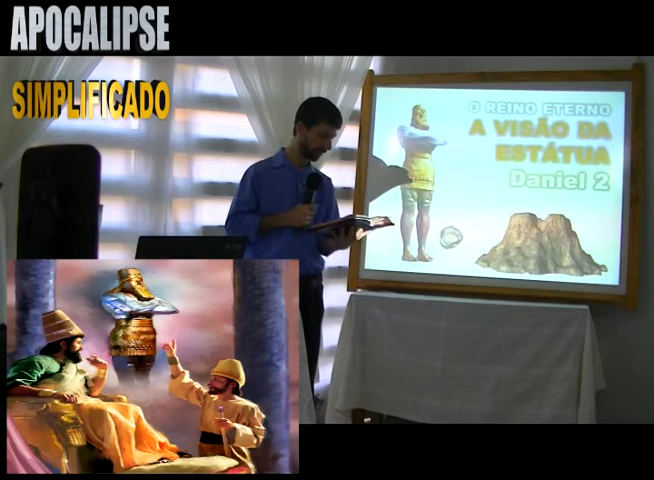 APOCALIPSE
SIMPLIFICADO
O REINO ETERNO
A VISÃO DA
ESTÁTUA
Daniel 2